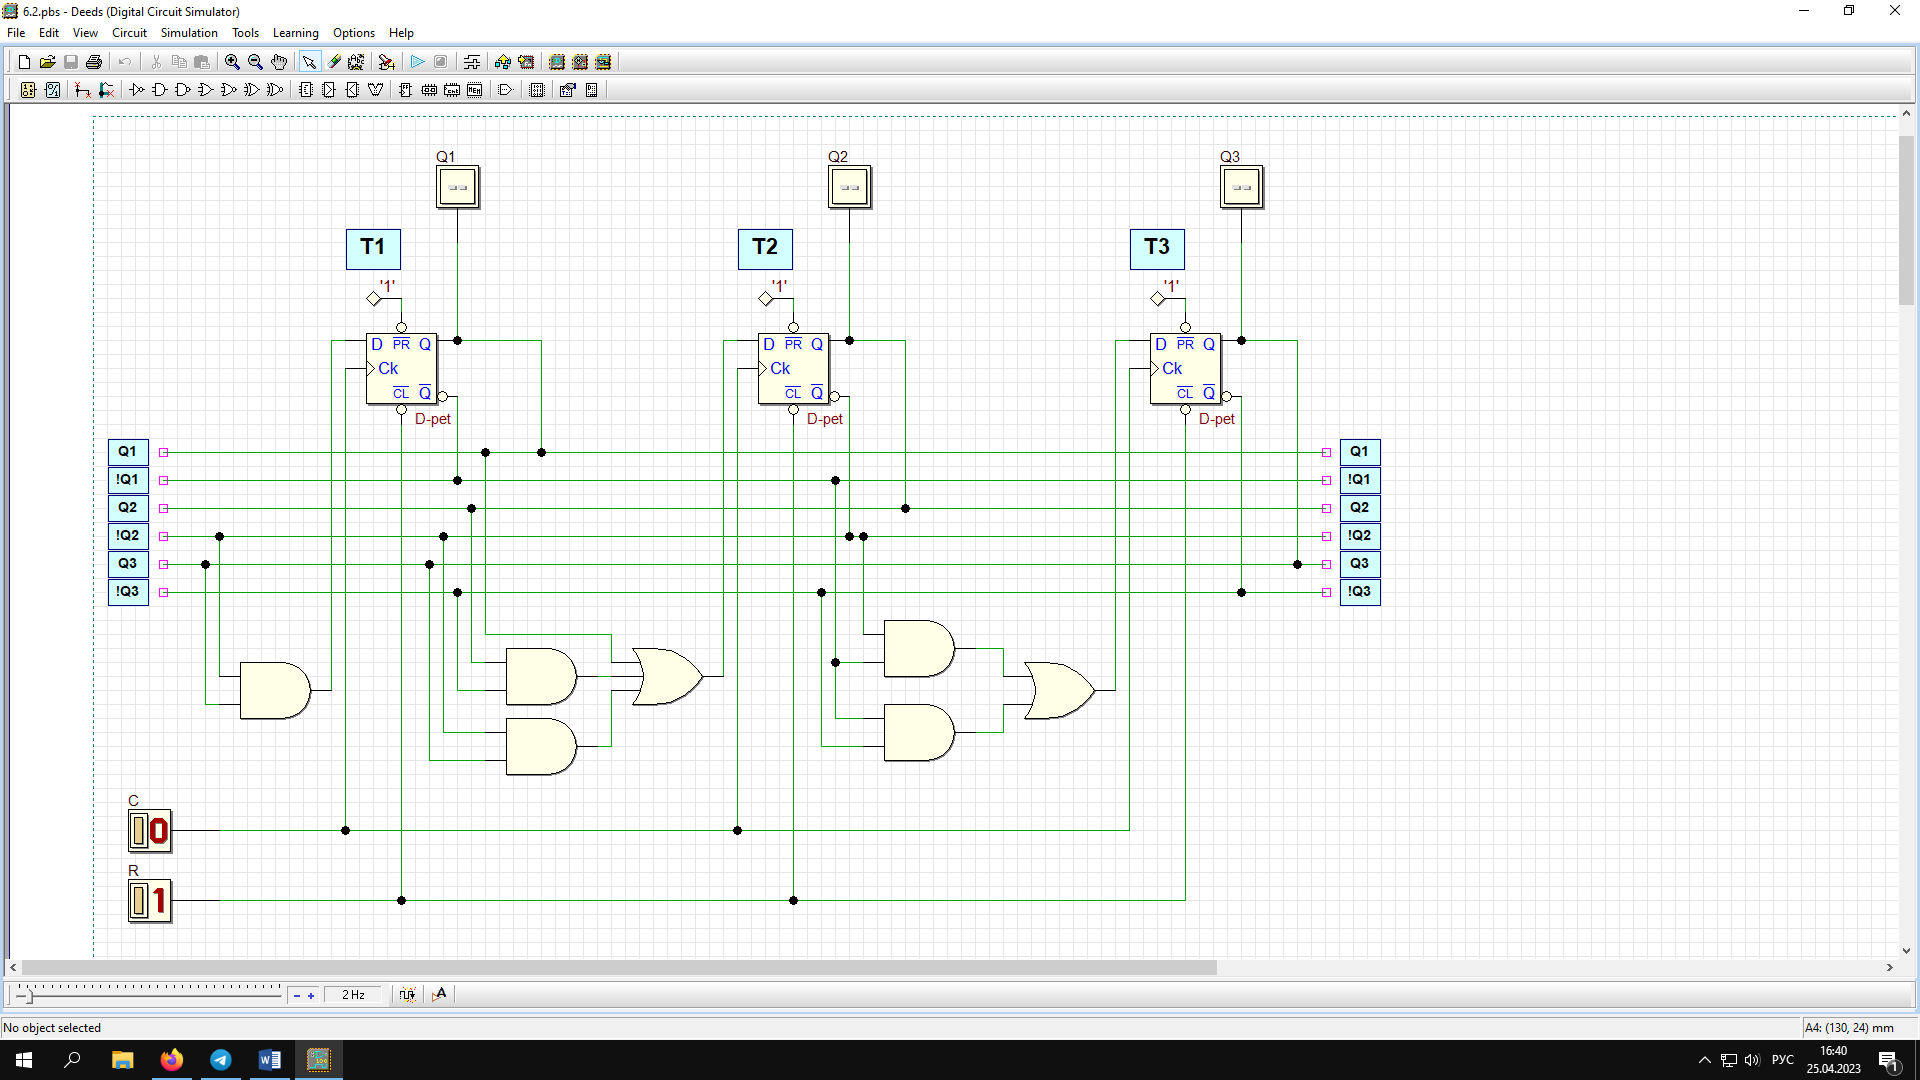 6.2.pbs - Deeds (Digital Circuit Simulator)
File Edit View Circuit Simulation Tools Learning Options Help
Q1 Q2 Q3
T1 T2 T3
'1' '1' '1'
D PR Q D PR Q D PR Q
Ck Ck Ck
CL Q CL Q CL Q
D-pet D-pet D-pet
Q1 Q1
!Q1 !Q1
Q2 Q2
!Q2 !Q2
Q3 Q3
!Q3 !Q3
C
0
R
1
2 Hz
No object selected A4: (130, 24) mm
РУС 16:40
25.04.2023
1